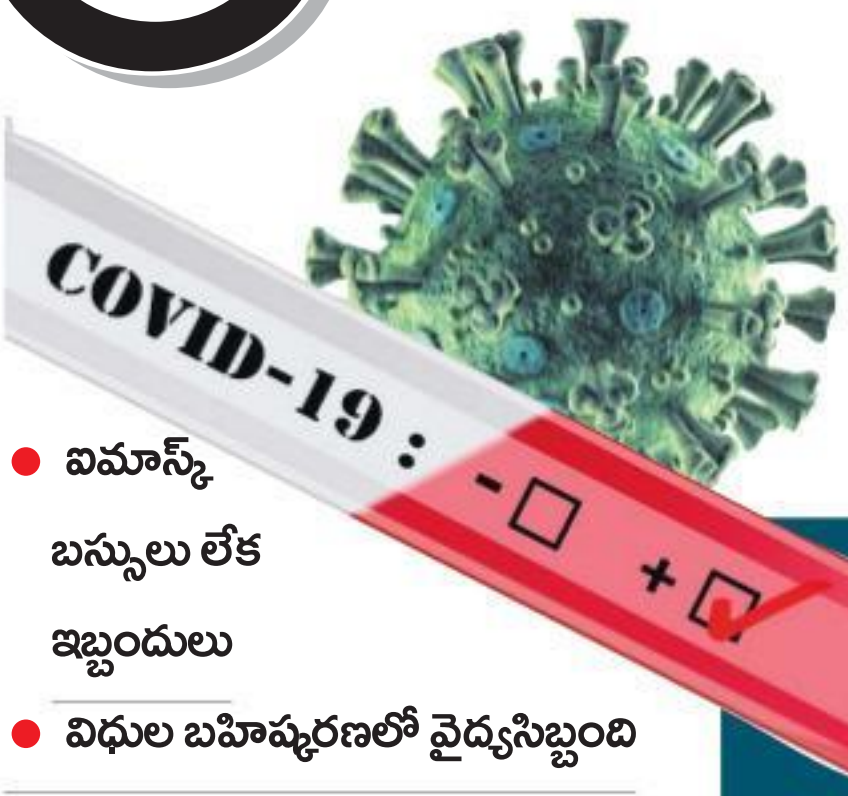 COVID-19 :
- □
+ ☑
● ఐమాస్క్
బస్సులు లేక
ఇబ్బందులు
● విధుల బహిష్కరణలో వైద్యసిబ్బంది